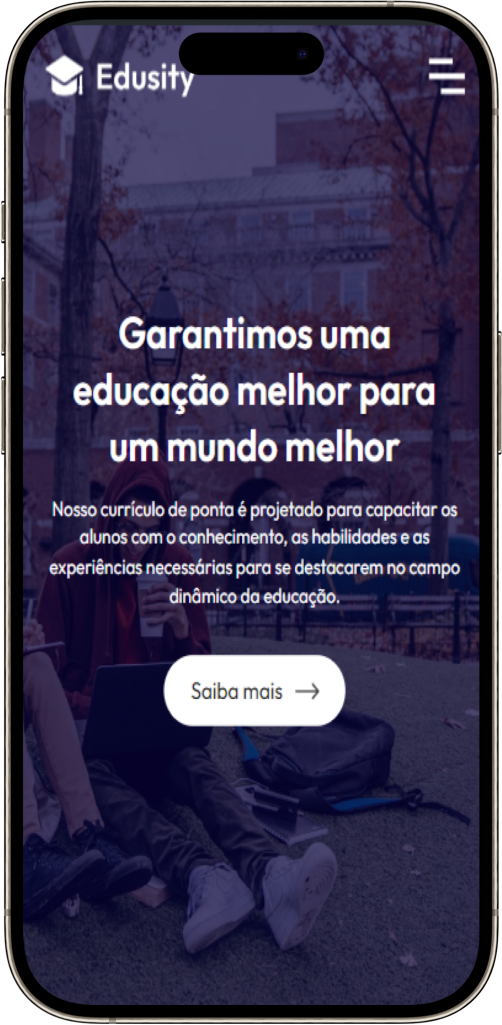 Edusity
Garantimos uma
educação melhor para
um mundo melhor
Nosso currículo de ponta é projetado para capacitar os
alunos com o conhecimento, as habilidades e as
experiências necessárias para se destacarem no campo
dinâmico da educação.
Saiba mais